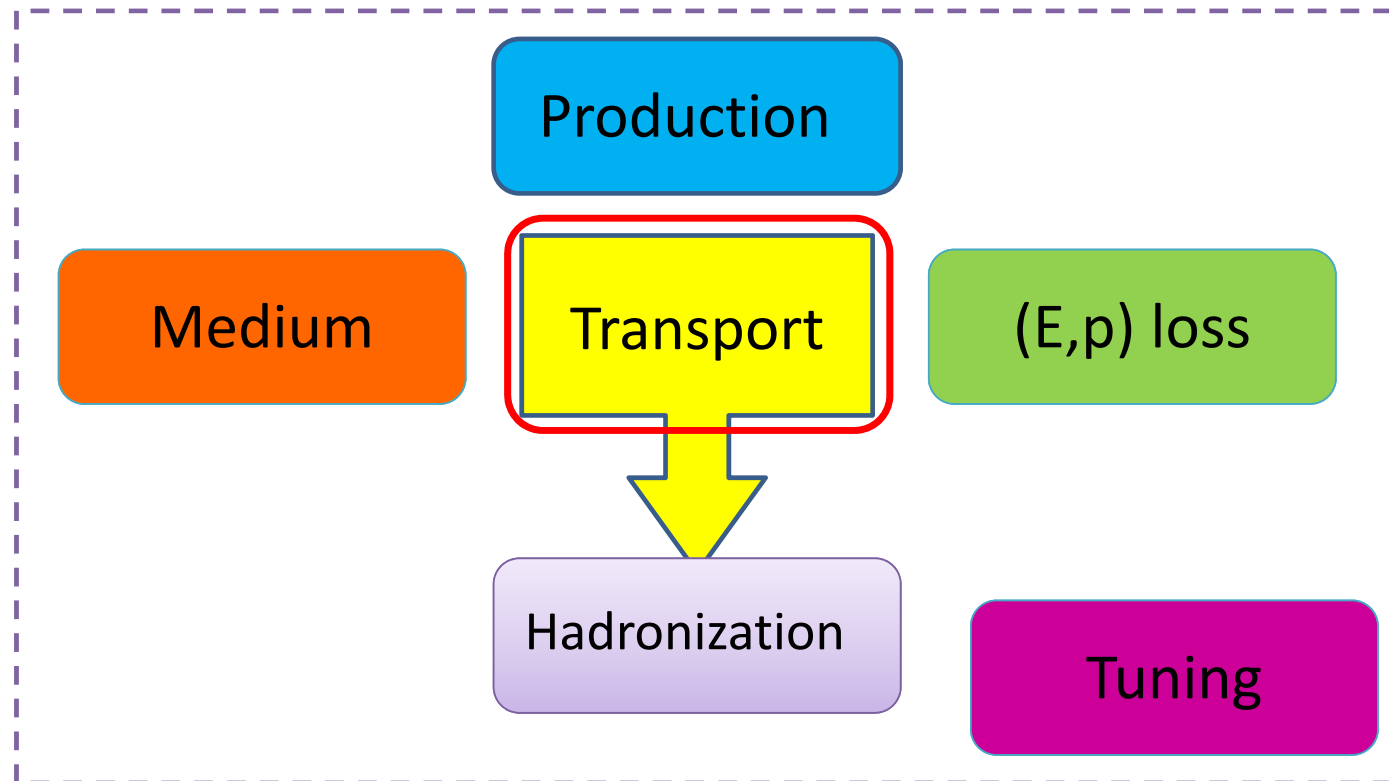 Production
Medium
Transport
(E,p) loss
Hadronization
Tuning